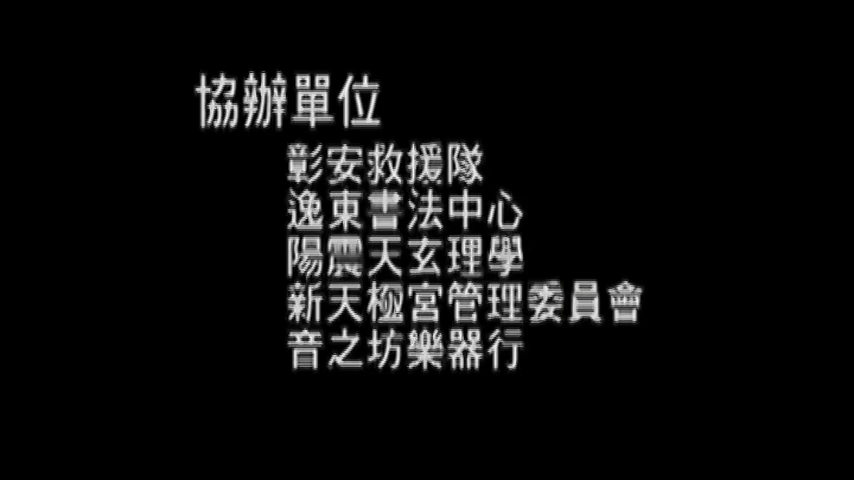 協辦單位
彰安救援隊
逸東書法中心
陽震天玄理學
新天極宮管理委員會
音之坊樂器行